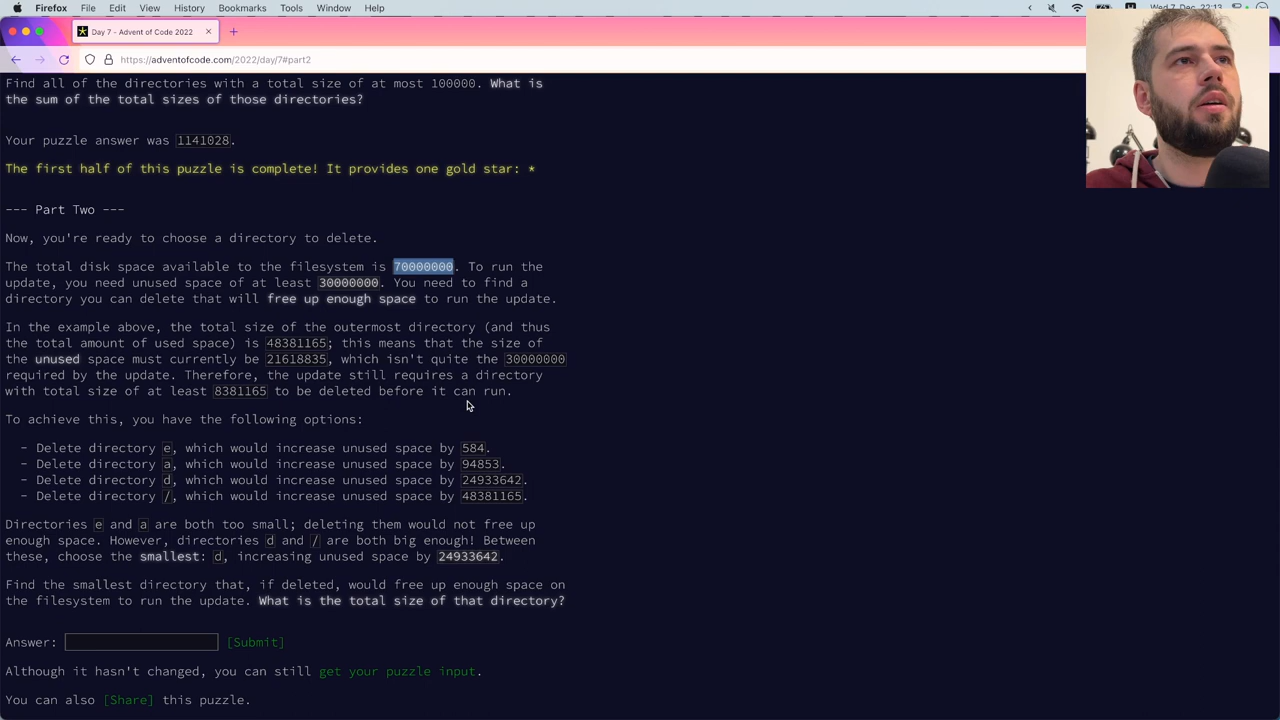 Firefox File Edit View History Bookmarks Tools Window Help
Wed 7. Dec 22:13
Day 7 - Advent of Code 2022
https://adventofcode.com/2022/day/7#part2
Find all of the directories with a total size of at most 100000. What is
the sum of the total sizes of those directories?
Your puzzle answer was 1141028.
The first half of this puzzle is complete! It provides one gold star: *
--- Part Two ---
Now, you're ready to choose a directory to delete.
The total disk space available to the filesystem is 70000000. To run the
update, you need unused space of at least 30000000. You need to find a
directory you can delete that will free up enough space to run the update.
In the example above, the total size of the outermost directory (and thus
the total amount of used space) is 48381165; this means that the size of
the unused space must currently be 21618835, which isn't quite the 30000000
required by the update. Therefore, the update still requires a directory
with total size of at least 8381165 to be deleted before it can run.
To achieve this, you have the following options:
- Delete directory e, which would increase unused space by 584.
- Delete directory a, which would increase unused space by 94853.
- Delete directory d, which would increase unused space by 24933642.
- Delete directory /, which would increase unused space by 48381165.
Directories e and a are both too small; deleting them would not free up
enough space. However, directories d and / are both big enough! Between
these, choose the smallest: d, increasing unused space by 24933642.
Find the smallest directory that, if deleted, would free up enough space on
the filesystem to run the update. What is the total size of that directory?
Answer: [Submit]
Although it hasn't changed, you can still get your puzzle input.
You can also [Share] this puzzle.